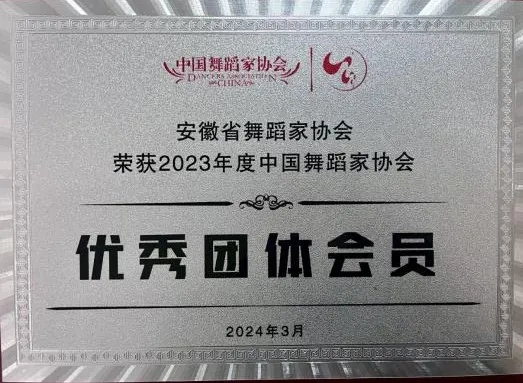 中国舞蹈家协会
DANCERS ASSOCIATION
CHINA
安徽省舞蹈家协会
荣获2023年度中国舞蹈家协会
优秀团体会员
2024年3月